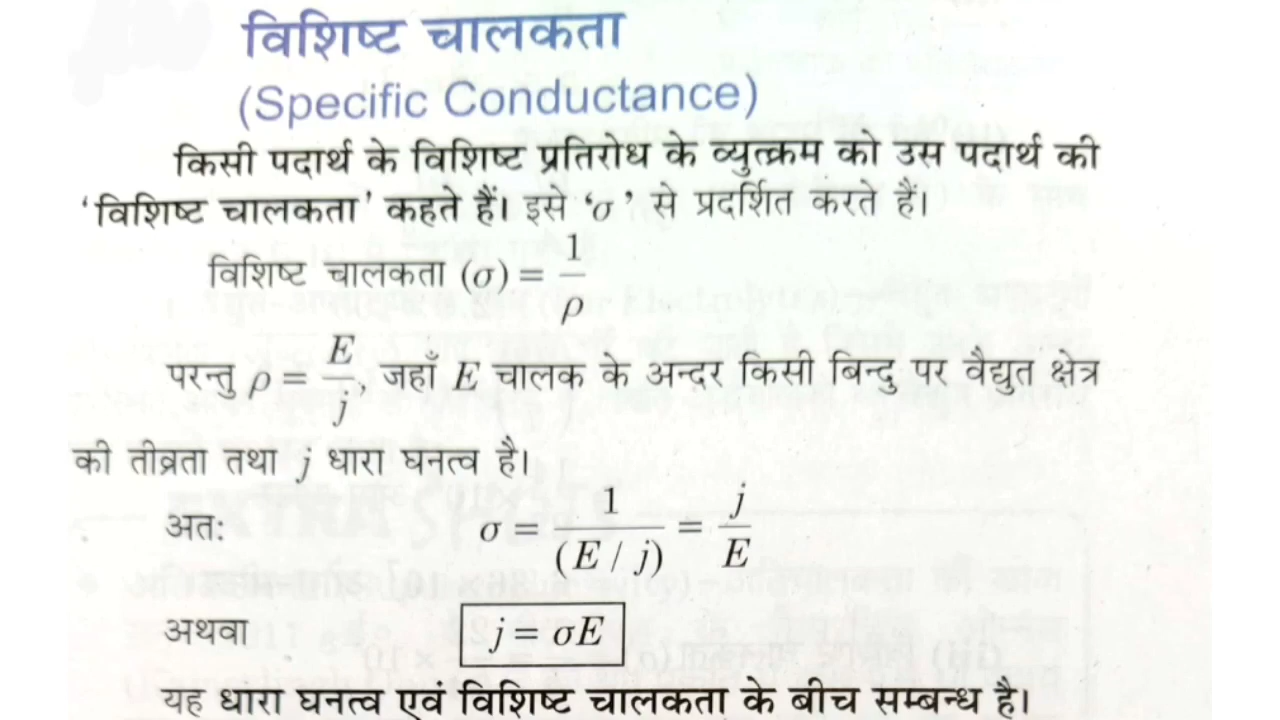 विशिष्ट चालकता
(Specific Conductance)
किसी पदार्थ के विशिष्ट प्रतिरोध के व्युत्क्रम को उस पदार्थ की
'विशिष्ट चालकता' कहते हैं। इसे 'σ' से प्रदर्शित करते हैं।
विशिष्ट चालकता (σ) = 1/ρ
परन्तु ρ = E/j, जहाँ E चालक के अन्दर किसी बिन्दु पर वैद्युत क्षेत्र
की तीव्रता तथा j धारा घनत्व है।
अत: σ = 1/(E / j) = j/E
अथवा j = σE
यह धारा घनत्व एवं विशिष्ट चालकता के बीच सम्बन्ध है।